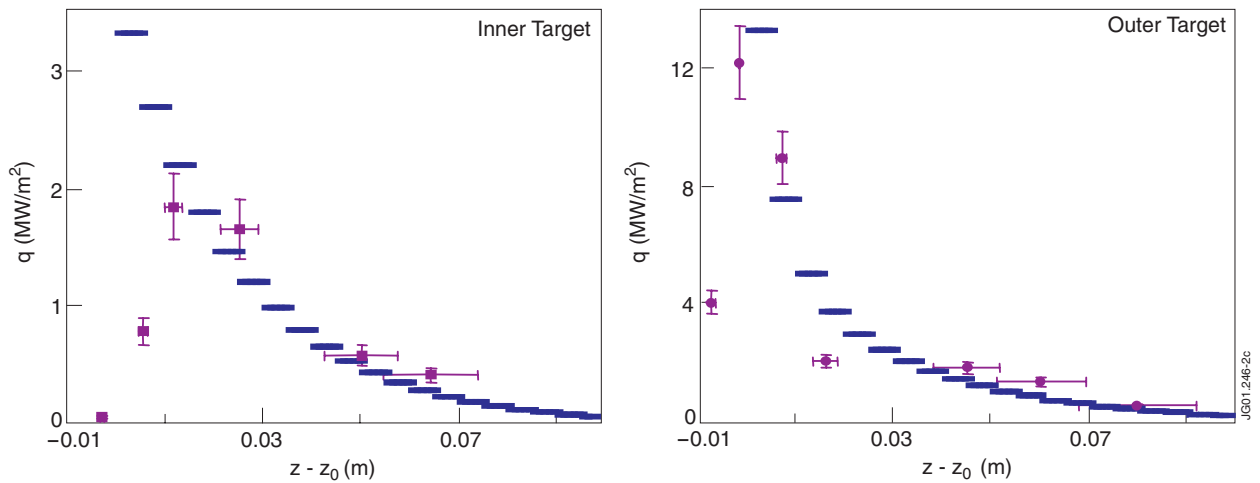 Inner Target
3
2
1
0
q (MW/m²)
−0.01
0.03
0.07
z - z₀ (m)
Outer Target
12
8
4
0
q (MW/m²)
−0.01
0.03
0.07
z - z₀ (m)
JG01.246-2c